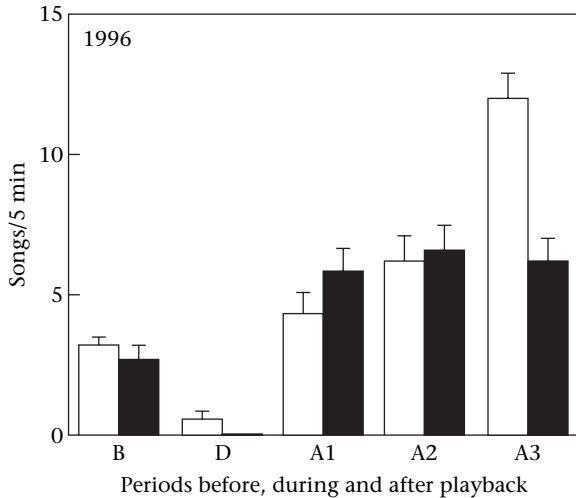 15
1996
10
5
0
Songs/5 min
B D A1 A2 A3
Periods before, during and after playback